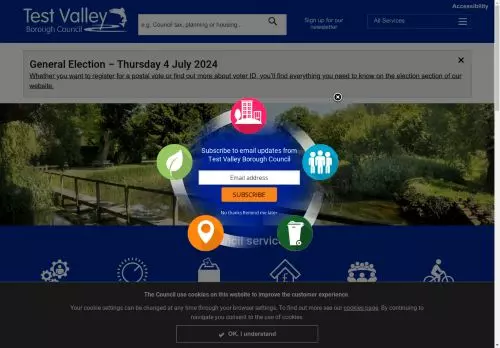 Accessibility
Test Valley
Borough Council
e.g. Council tax, planning or housing...
Sign up for our
newsletter
All Services
General Election – Thursday 4 July 2024
Whether you want to register for a postal vote or find out more about voter ID, you'll find everything you need to know on the election section of our
website.
Subscribe to email updates from
Test Valley Borough Council
Email address
SUBSCRIBE
No thanks Remind me later
The Council use cookies on this website to improve the customer experience
Your cookie settings can be changed at any time through your browser settings. To find out more see our cookies page. By continuing to
navigate you consent to the use of cookies.
OK, I understand